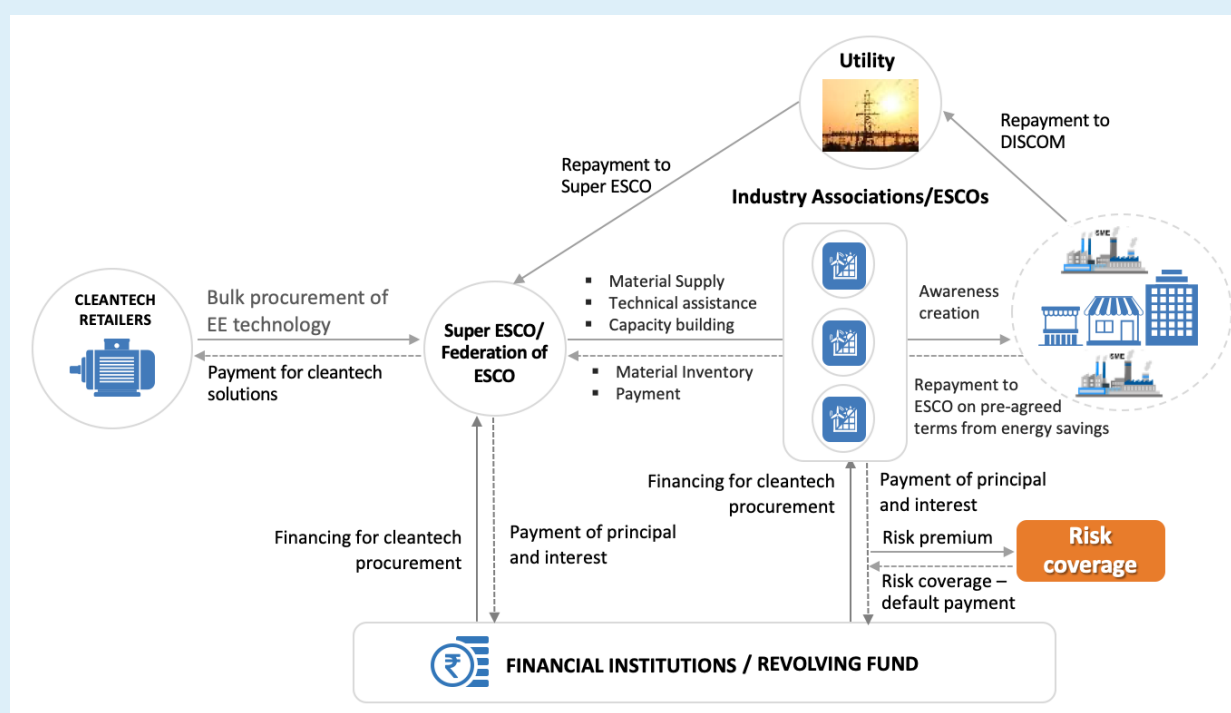 Utility
Repayment to
DISCOM
Repayment to
Super ESCO
Industry Associations/ESCOs
SME
CLEANTECH
RETAILERS
Bulk procurement of
EE technology
Payment for cleantech
solutions
Super ESCO/
Federation of
ESCO
▪ Material Supply
▪ Technical assistance
▪ Capacity building
▪ Material Inventory
▪ Payment
Awareness
creation
SME
Repayment to
ESCO on pre-agreed
terms from energy savings
Financing for cleantech
procurement
Payment of principal
and interest
Financing for cleantech
procurement
Payment of principal
and interest
Risk premium
Risk coverage –
default payment
Risk
coverage
₹
FINANCIAL INSTITUTIONS / REVOLVING FUND